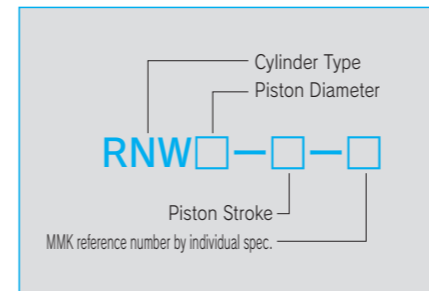 Cylinder Type
Piston Diameter
RNW□—□—□
Piston Stroke
MMK reference number by individual spec.